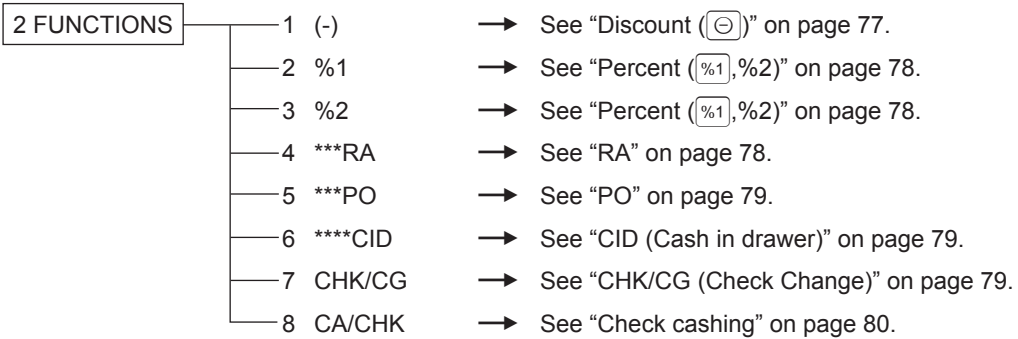 2 FUNCTIONS 1 (-) See “Discount (⊖)” on page 77.
2 %1 See “Percent (%1,%2)” on page 78.
3 %2 See “Percent (%1,%2)” on page 78.
4 ***RA See “RA” on page 78.
5 ***PO See “PO” on page 79.
6 ****CID See “CID (Cash in drawer)” on page 79.
7 CHK/CG See “CHK/CG (Check Change)” on page 79.
8 CA/CHK See “Check cashing” on page 80.